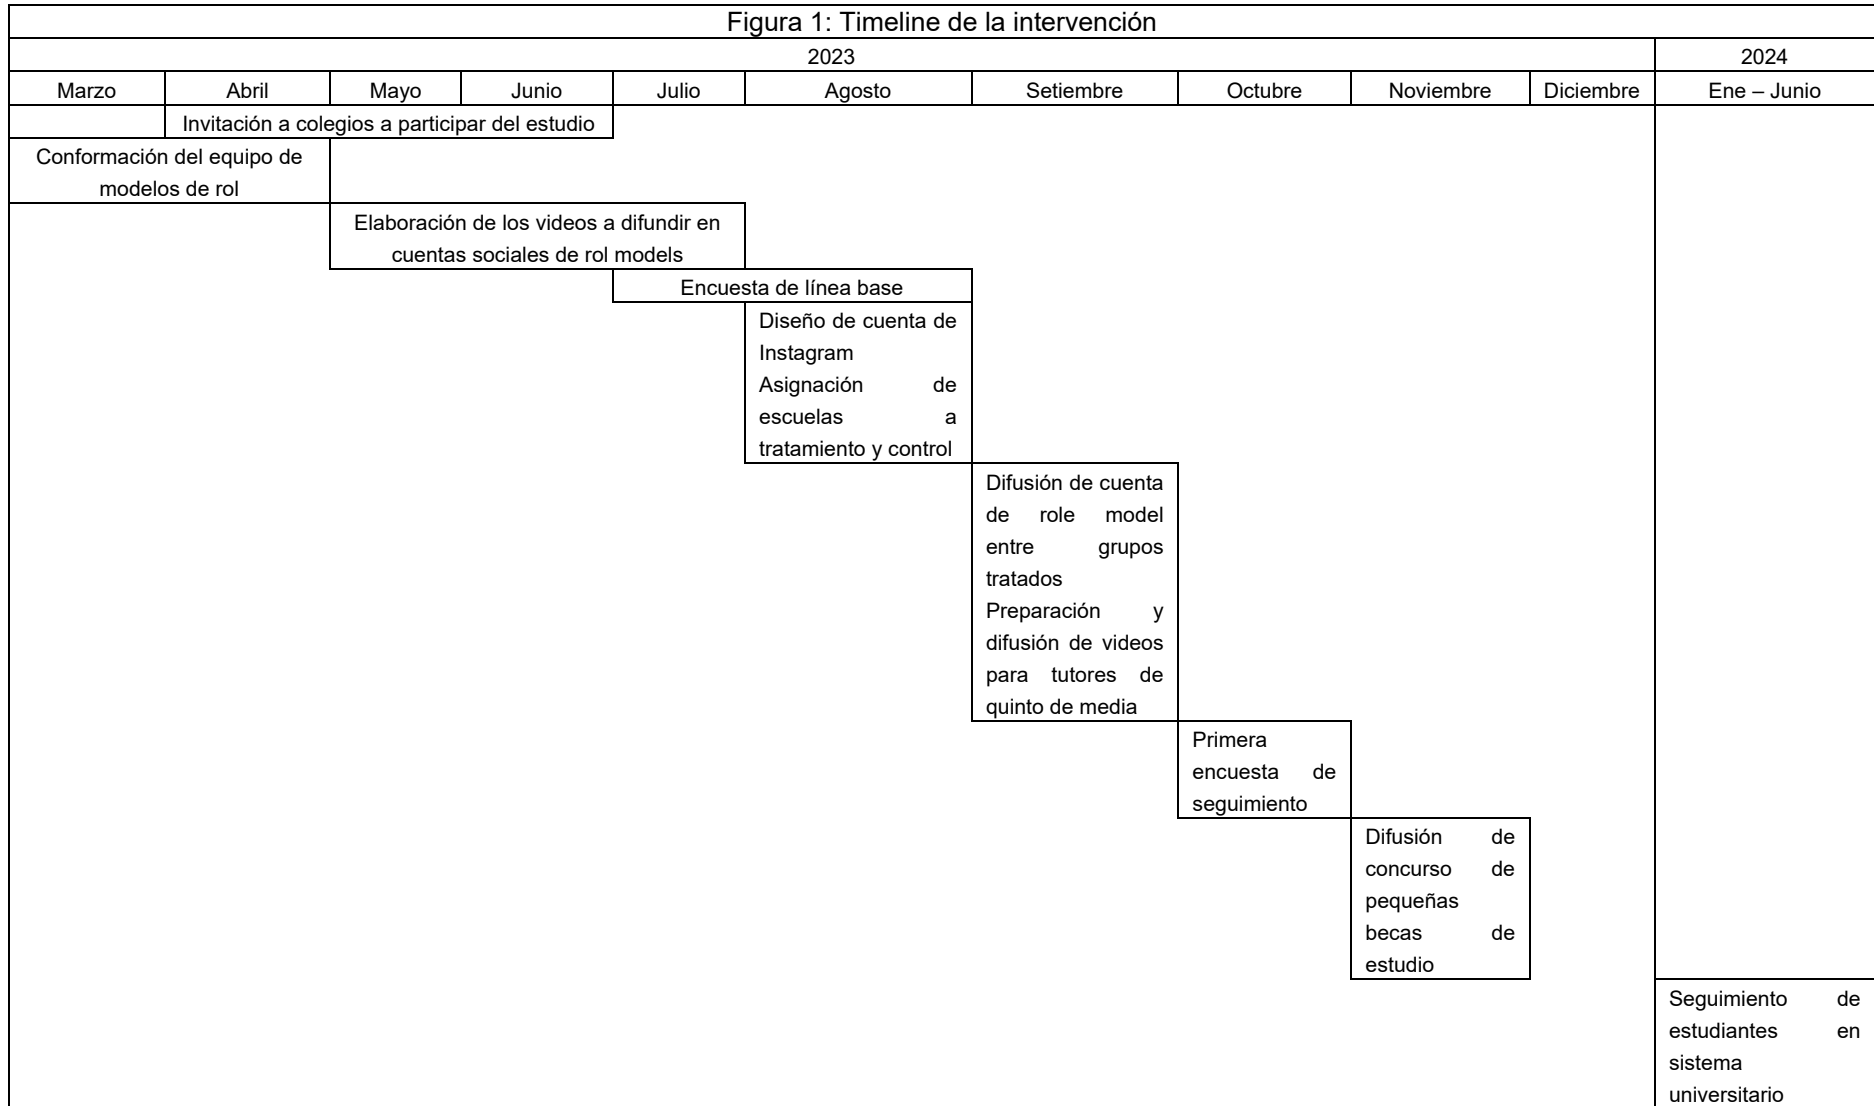 Figura 1: Timeline de la intervención
2023 2024
Marzo Abril Mayo Junio Julio Agosto Setiembre Octubre Noviembre Diciembre Ene – Junio
Invitación a colegios a participar del estudio
Conformación del equipo de
modelos de rol
Elaboración de los videos a difundir en
cuentas sociales de rol models
Encuesta de línea base
Diseño de cuenta de
Instagram
Asignación de
escuelas a
tratamiento y control
Difusión de cuenta
de role model
entre grupos
tratados
Preparación y
difusión de videos
para tutores de
quinto de media
Primera
encuesta de
seguimiento
Difusión de
concurso de
pequeñas
becas de
estudio
Seguimiento de
estudiantes en
sistema
universitario